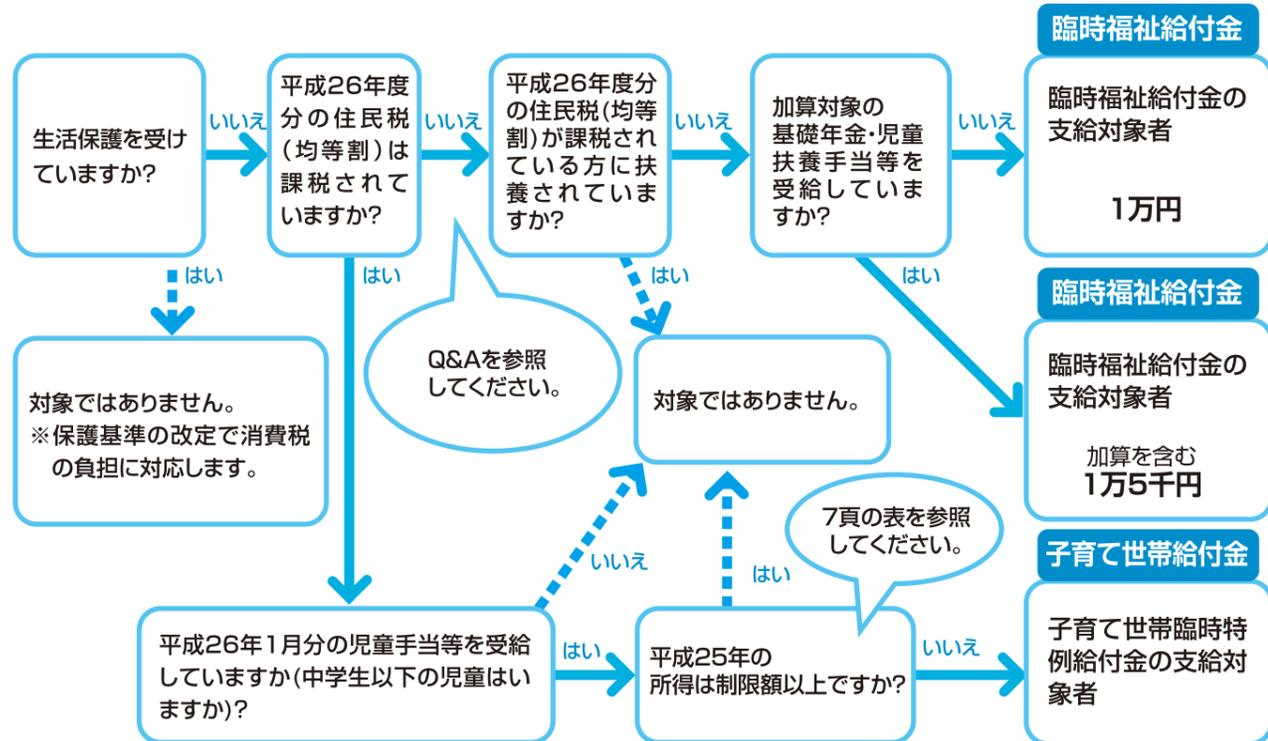 臨時福祉給付金
生活保護を受け
ていますか?
いいえ
平成26年度
分の住民税
(均等割)は
課税されて
いますか?
いいえ
平成26年度分
の住民税(均等
割)が課税され
ている方に扶
養されていま
すか?
いいえ
加算対象の
基礎年金・児童
扶養手当等を
受給していま
すか?
いいえ
臨時福祉給付金の
支給対象者
1万円
はい
はい
はい
はい
Q&Aを参照
してください。
臨時福祉給付金
臨時福祉給付金の
支給対象者
加算を含む
1万5千円
対象ではありません。
※保護基準の改定で消費税
の負担に対応します。
対象ではありません。
いいえ
はい
7頁の表を参照
してください。
子育て世帯給付金
平成26年1月分の児童手当等を受給
していますか(中学生以下の児童はい
ますか)?
はい
平成25年の
所得は制限額以上ですか?
いいえ
子育て世帯臨時特
例給付金の支給対
象者